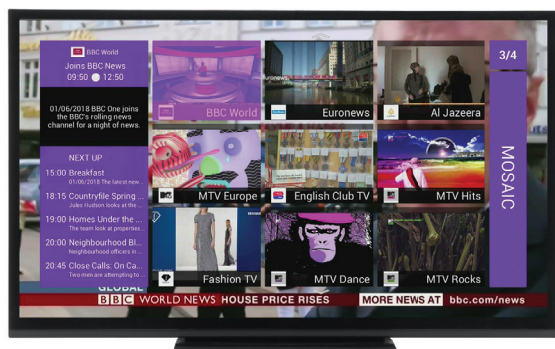 BBC World
Joins BBC News
09:50 12:50
01/06/2018 BBC One joins
the BBC's rolling news
channel for a night of news.
NEXT UP
15:00 Breakfast
01/06/2018 The latest new...
18:15 Countryfile Spring ...
Jules Hudson looks at the ...
19:00 Homes Under the ...
The team look at properties...
20:00 Neighbourhood Bl...
Neighbourhood officers in ...
20:45 Close Calls: On Ca...
Two men are attempting to ...
BBC World
euronews
Euronews
Al Jazeera
MTV Europe
English Club TV
MTV Hits
Fashion TV
MTV Dance
MTV Rocks
3/4
MOSAIC
GLOBAL
BBC WORLD NEWS HOUSE PRICE RISES MORE NEWS AT bbc.com/news